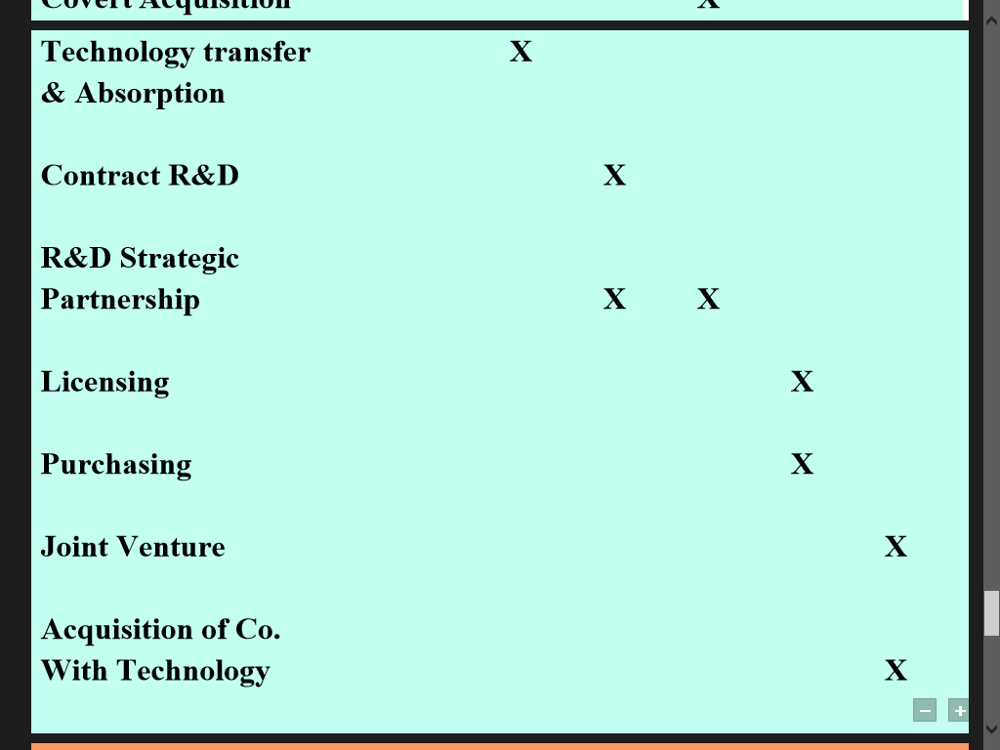 Covert Acquisition X
Technology transfer X
& Absorption
Contract R&D X
R&D Strategic
Partnership X X
Licensing X
Purchasing X
Joint Venture X
Acquisition of Co.
With Technology X